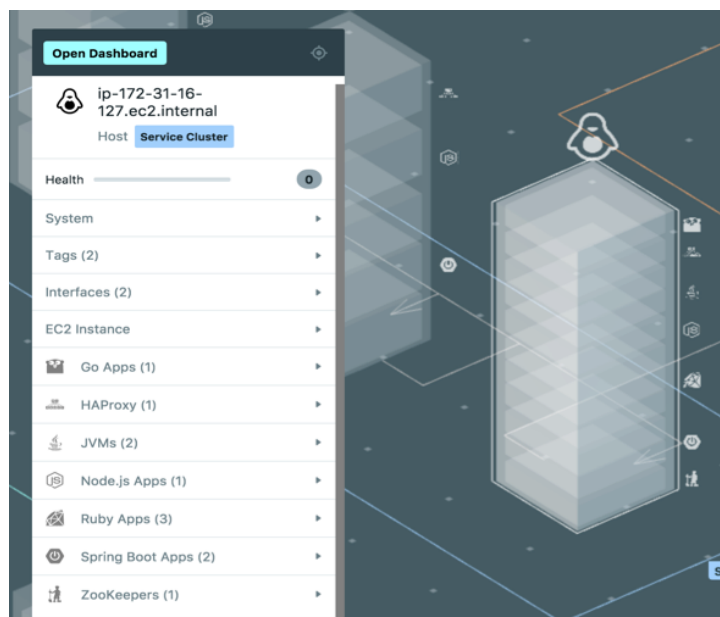 Open Dashboard
ip-172-31-16-
127.ec2.internal
Host Service Cluster
Health 0
System
Tags (2)
Interfaces (2)
EC2 Instance
Go Apps (1)
HAProxy (1)
JVMs (2)
Node.js Apps (1)
Ruby Apps (3)
Spring Boot Apps (2)
ZooKeepers (1)